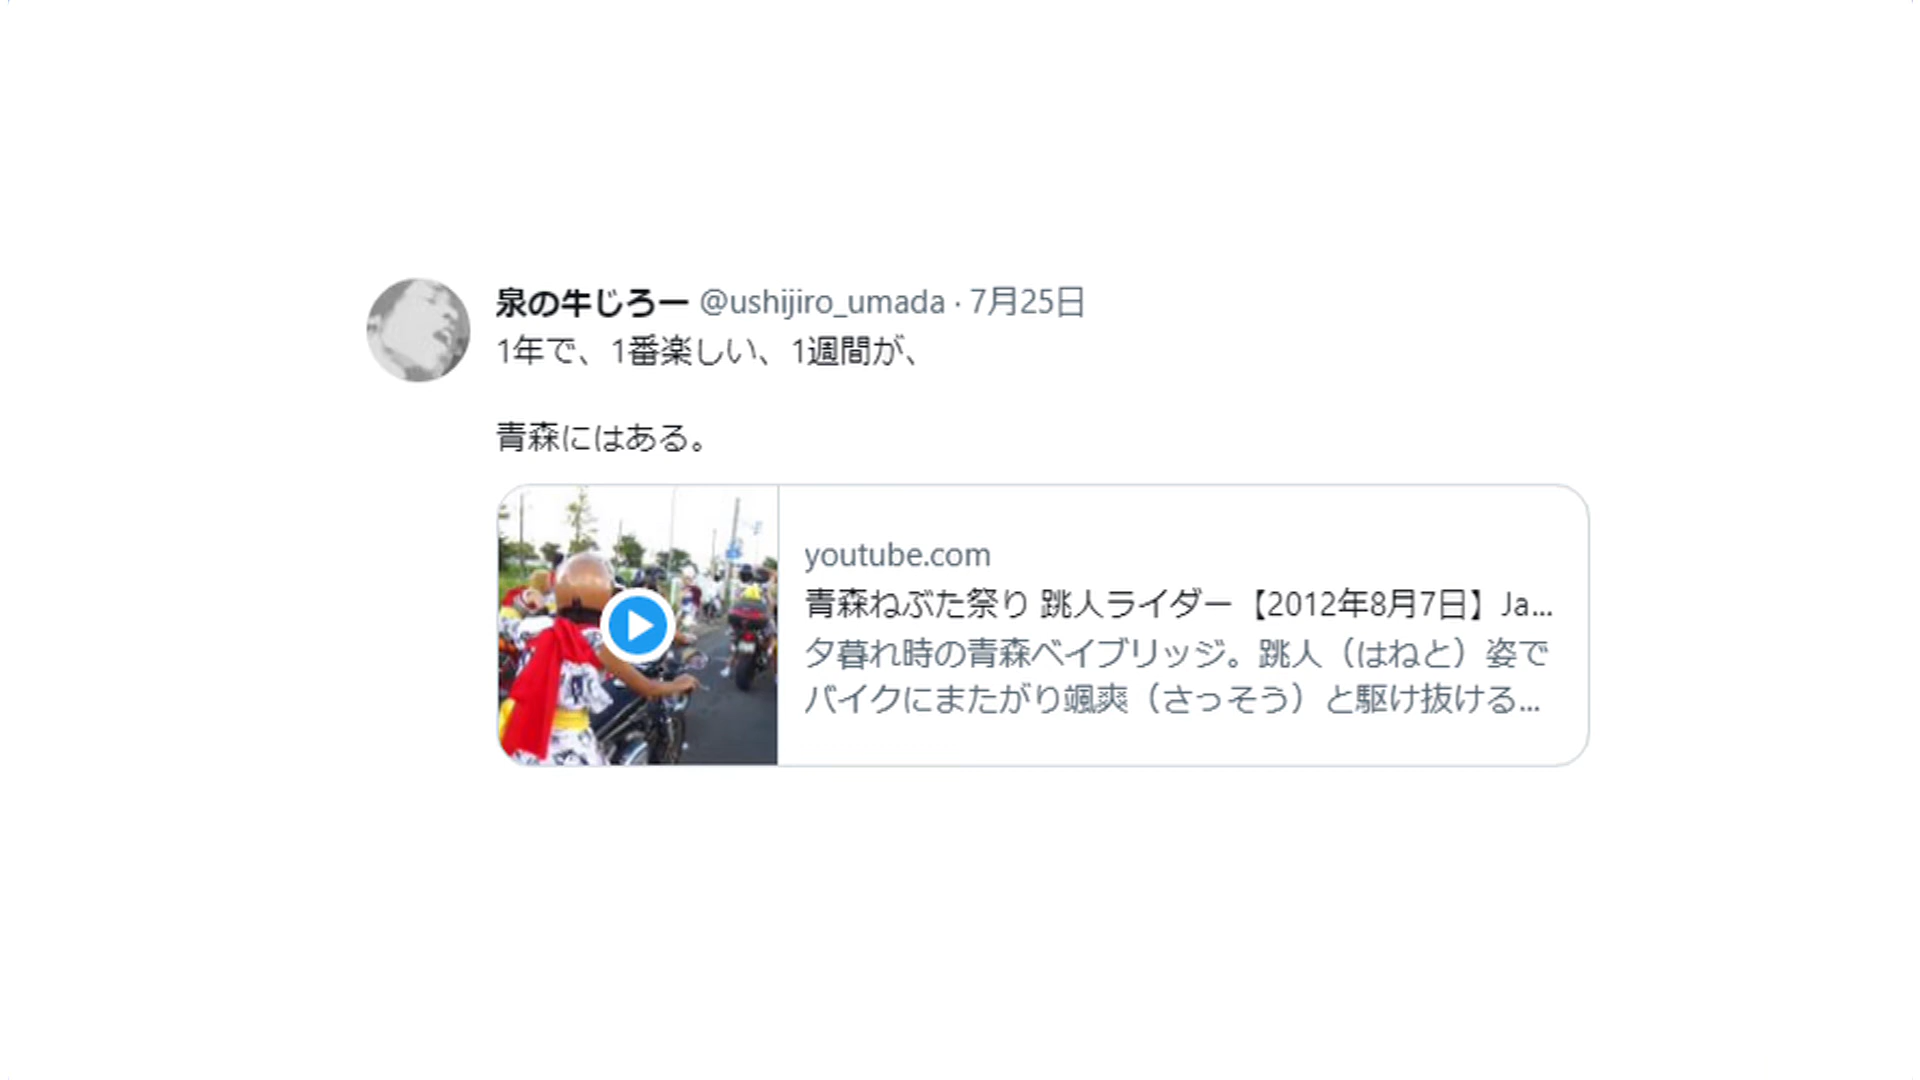 泉の牛じろー @ushijiro_umada · 7月25日
1年で、1番楽しい、1週間が、
青森にはある。
youtube.com
青森ねぶた祭り 跳人ライダー【2012年8月7日】Ja...
夕暮れ時の青森ベイブリッジ。跳人（はねと）姿で
バイクにまたがり颯爽（さっそう）と駆け抜ける...